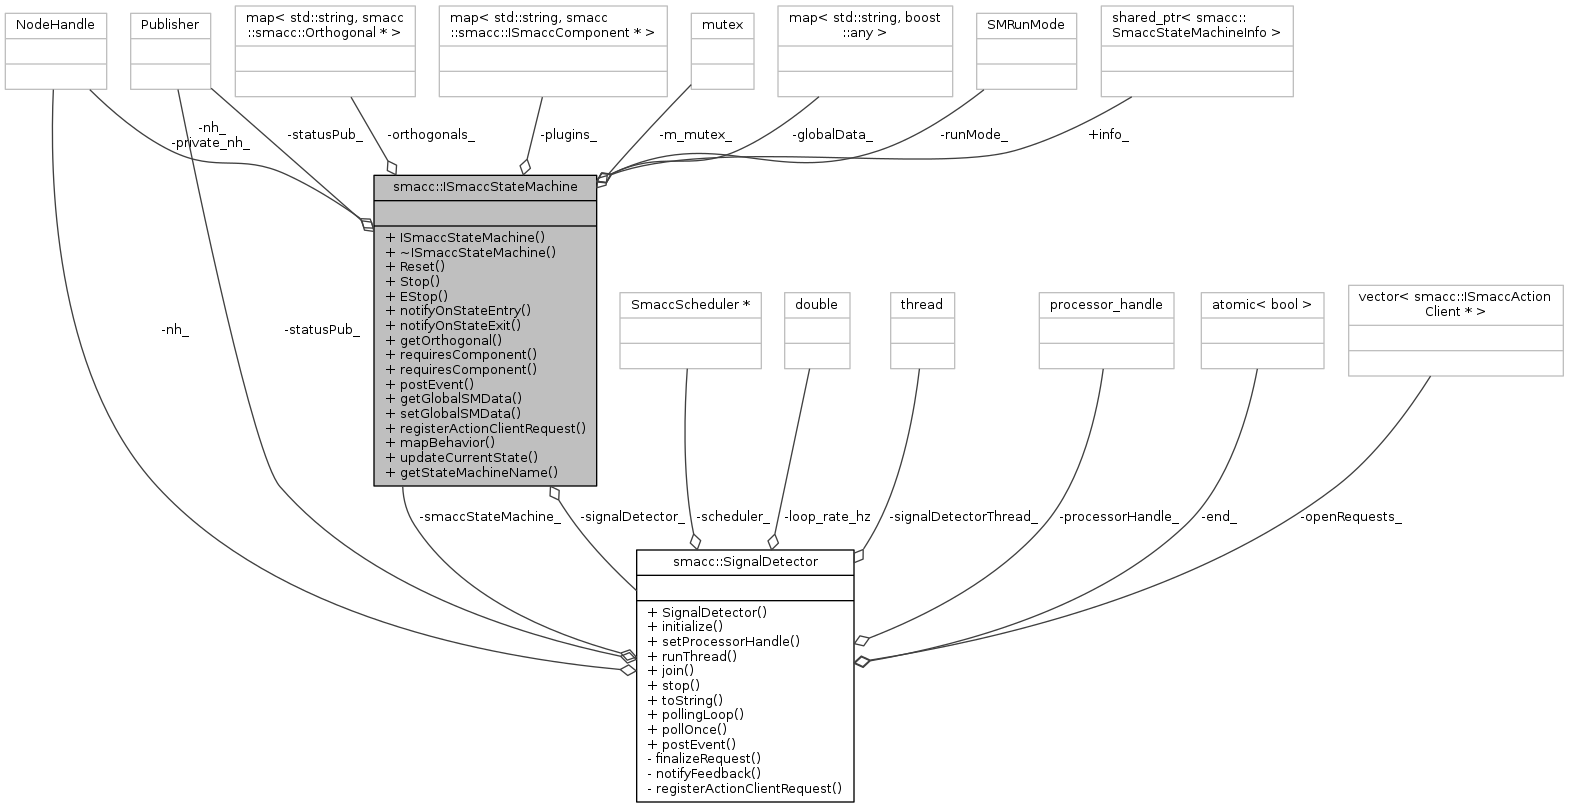 NodeHandle
Publisher
map< std::string, smacc
::smacc::Orthogonal * >
map< std::string, smacc
::smacc::ISmaccComponent * >
mutex
map< std::string, boost
::any >
SMRunMode
shared_ptr< smacc::
SmaccStateMachineInfo >
-nh_
-private_nh_
-statusPub_
-orthogonals_
-plugins_
-m_mutex_
-globalData_
-runMode_
+info_
smacc::ISmaccStateMachine
+ ISmaccStateMachine()
+ ~ISmaccStateMachine()
+ Reset()
+ Stop()
+ EStop()
+ notifyOnStateEntry()
+ notifyOnStateExit()
+ getOrthogonal()
+ requiresComponent()
+ requiresComponent()
+ postEvent()
+ getGlobalSMData()
+ setGlobalSMData()
+ registerActionClientRequest()
+ mapBehavior()
+ updateCurrentState()
+ getStateMachineName()
SmaccScheduler *
double
thread
processor_handle
atomic< bool >
vector< smacc::ISmaccAction
Client * >
-nh_
-statusPub_
-smaccStateMachine_
-signalDetector_
-scheduler_
-loop_rate_hz
-signalDetectorThread_
-processorHandle_
-end_
-openRequests_
smacc::SignalDetector
+ SignalDetector()
+ initialize()
+ setProcessorHandle()
+ runThread()
+ join()
+ stop()
+ toString()
+ pollingLoop()
+ pollOnce()
+ postEvent()
- finalizeRequest()
- notifyFeedback()
- registerActionClientRequest()